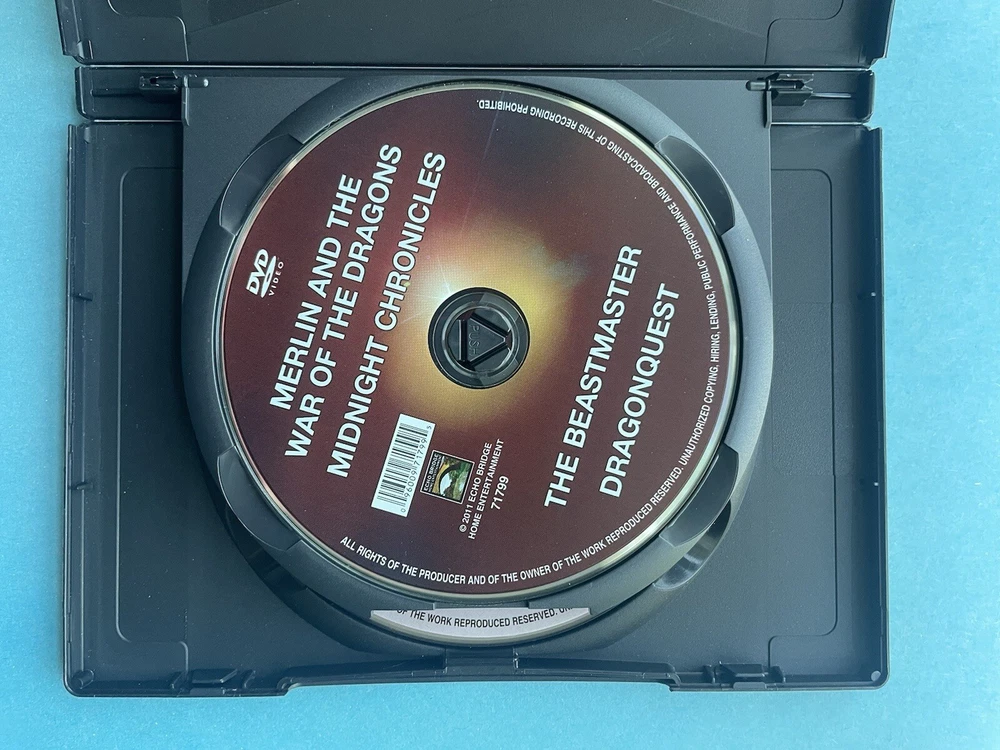 DVD
VIDEO
MERLIN AND THE
WAR OF THE DRAGONS
MIDNIGHT CHRONICLES
THE BEASTMASTER
DRAGONQUEST
ECHO BRIDGE
© 2011 ECHO BRIDGE
HOME ENTERTAINMENT
71799
ALL RIGHTS OF THE PRODUCER AND OF THE OWNER OF THE WORK REPRODUCED RESERVED. UNAUTHORIZED COPYING, HIRING, LENDING, PUBLIC PERFORMANCE AND BROADCASTING OF THIS RECORDING PROHIBITED.
OF THE WORK REPRODUCED RESERVED.